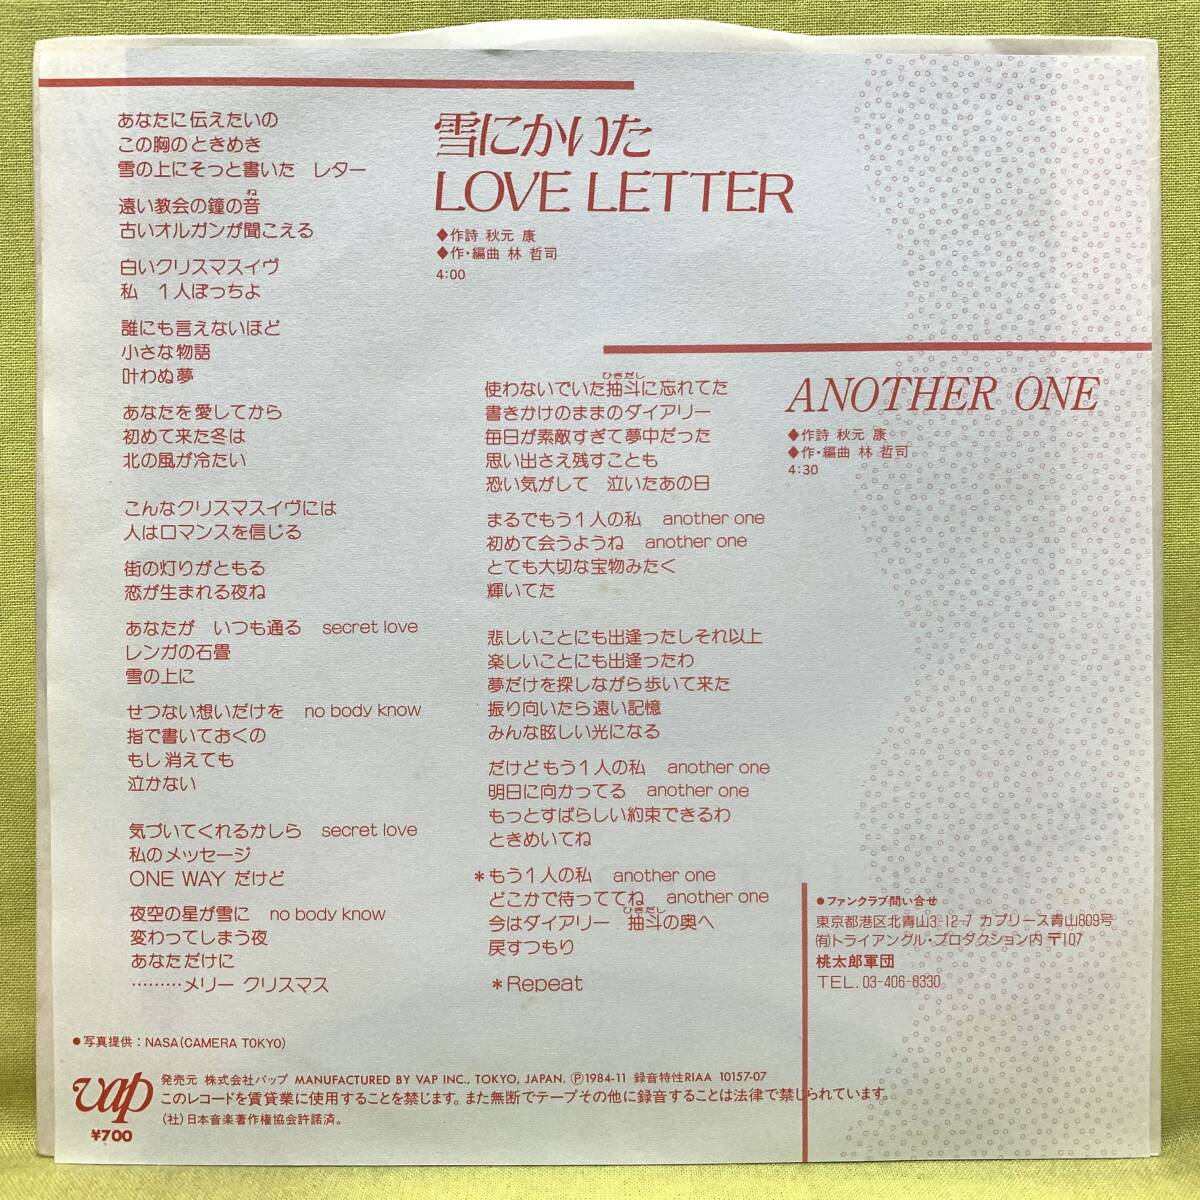 雪にかいた
LOVE LETTER
◆作詩 秋元 康
◆作・編曲 林 哲司
4:00
あなたに伝えたいの
この胸のときめき
雪の上にそっと書いた レター
遠い教会の鐘の音
ね
古いオルガンが聞こえる
白いクリスマスイヴ
私 1人ぼっちよ
誰にも言えないほど
小さな物語
叶わぬ夢
あなたを愛してから
初めて来た冬は
北の風が冷たい
こんなクリスマスイヴには
人はロマンスを信じる
街の灯りがともる
恋が生まれる夜ね
あなたが いつも通る secret love
レンガの石畳
雪の上に
せつない想いだけを no body know
指で書いておくの
もし消えても
泣かない
気づいてくれるかしら secret love
私のメッセージ
ONE WAY だけど
夜空の星が雪に no body know
変わってしまう夜
あなただけに
………メリー クリスマス
ANOTHER ONE
◆作詩 秋元 康
◆作・編曲 林 哲司
4:30
ひきだし
使わないでいた抽斗に忘れてた
書きかけのままのダイアリー
毎日が素敵すぎて夢中だった
思い出さえ残すことも
恐い気がして 泣いたあの日
まるでもう1人の私 another one
初めて会うようね another one
とても大切な宝物みたく
輝いてた
悲しいことにも出逢ったしそれ以上
楽しいことにも出逢ったわ
夢だけを探しながら歩いて来た
振り向いたら遠い記憶
みんな眩しい光になる
だけどもう1人の私 another one
明日に向かってる another one
もっとすばらしい約束できるわ
ときめいてね
*もう1人の私 another one
どこかで待っててね another one
ひきだし
今はダイアリー 抽斗の奥へ
戻すつもり
*Repeat
●ファンクラブ問い合せ
東京都港区北青山3-12-7 カプリース青山809号
㈲トライアングル・プロダクション内 〒107
桃太郎軍団
TEL. 03-406-8330
●写真提供：NASA(CAMERA TOKYO)
vap
¥700
発売元 株式会社バップ MANUFACTURED BY VAP INC., TOKYO, JAPAN. Ⓟ1984-11 録音特性RIAA 10157-07
このレコードを賃貸業に使用することを禁じます。また無断でテープその他に録音することは法律で禁じられています。
(社)日本音楽著作権協会許諾済。